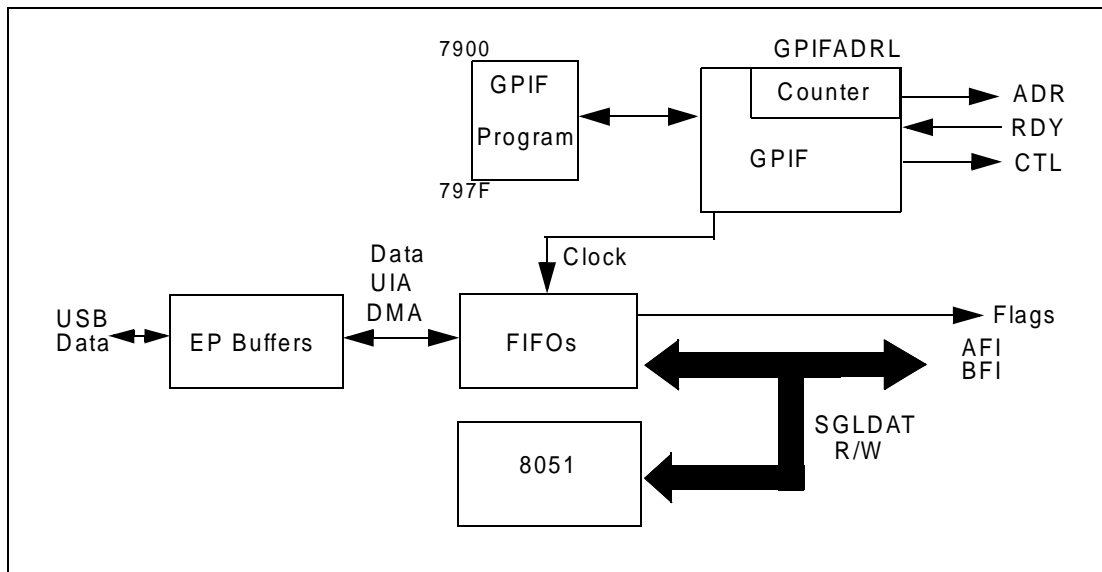 7900
GPIF
Program
797F
GPIFADRL
Counter
GPIF
ADR
RDY
CTL
Clock
Data
UIA
DMA
USB
Data
EP Buffers
FIFOs
Flags
AFI
BFI
SGLDAT
R/W
8051